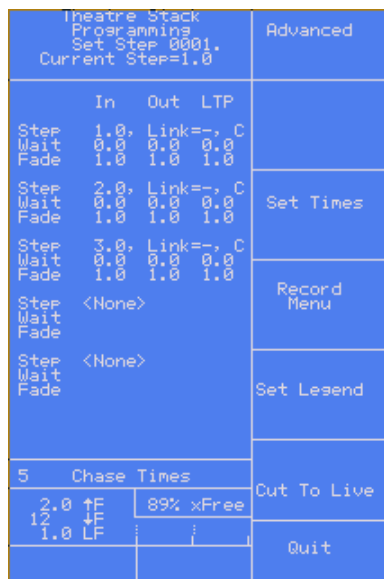 Theatre Stack
Programming
Set Step 0001.
Current Step=1.0
Advanced
In Out LTP
Step 1.0, Link=-, C
Wait 0.0 0.0 0.0
Fade 1.0 1.0 1.0
Step 2.0, Link=-, C
Wait 0.0 0.0 0.0
Fade 1.0 1.0 1.0
Set Times
Step 3.0, Link=-, C
Wait 0.0 0.0 0.0
Fade 1.0 1.0 1.0
Record
Menu
Step <None>
Wait
Fade
Step <None>
Wait
Fade
Set Legend
5 Chase Times
2.0 ↑F
12 ↓F
1.0 LF
89% xFree
Cut To Live
Quit